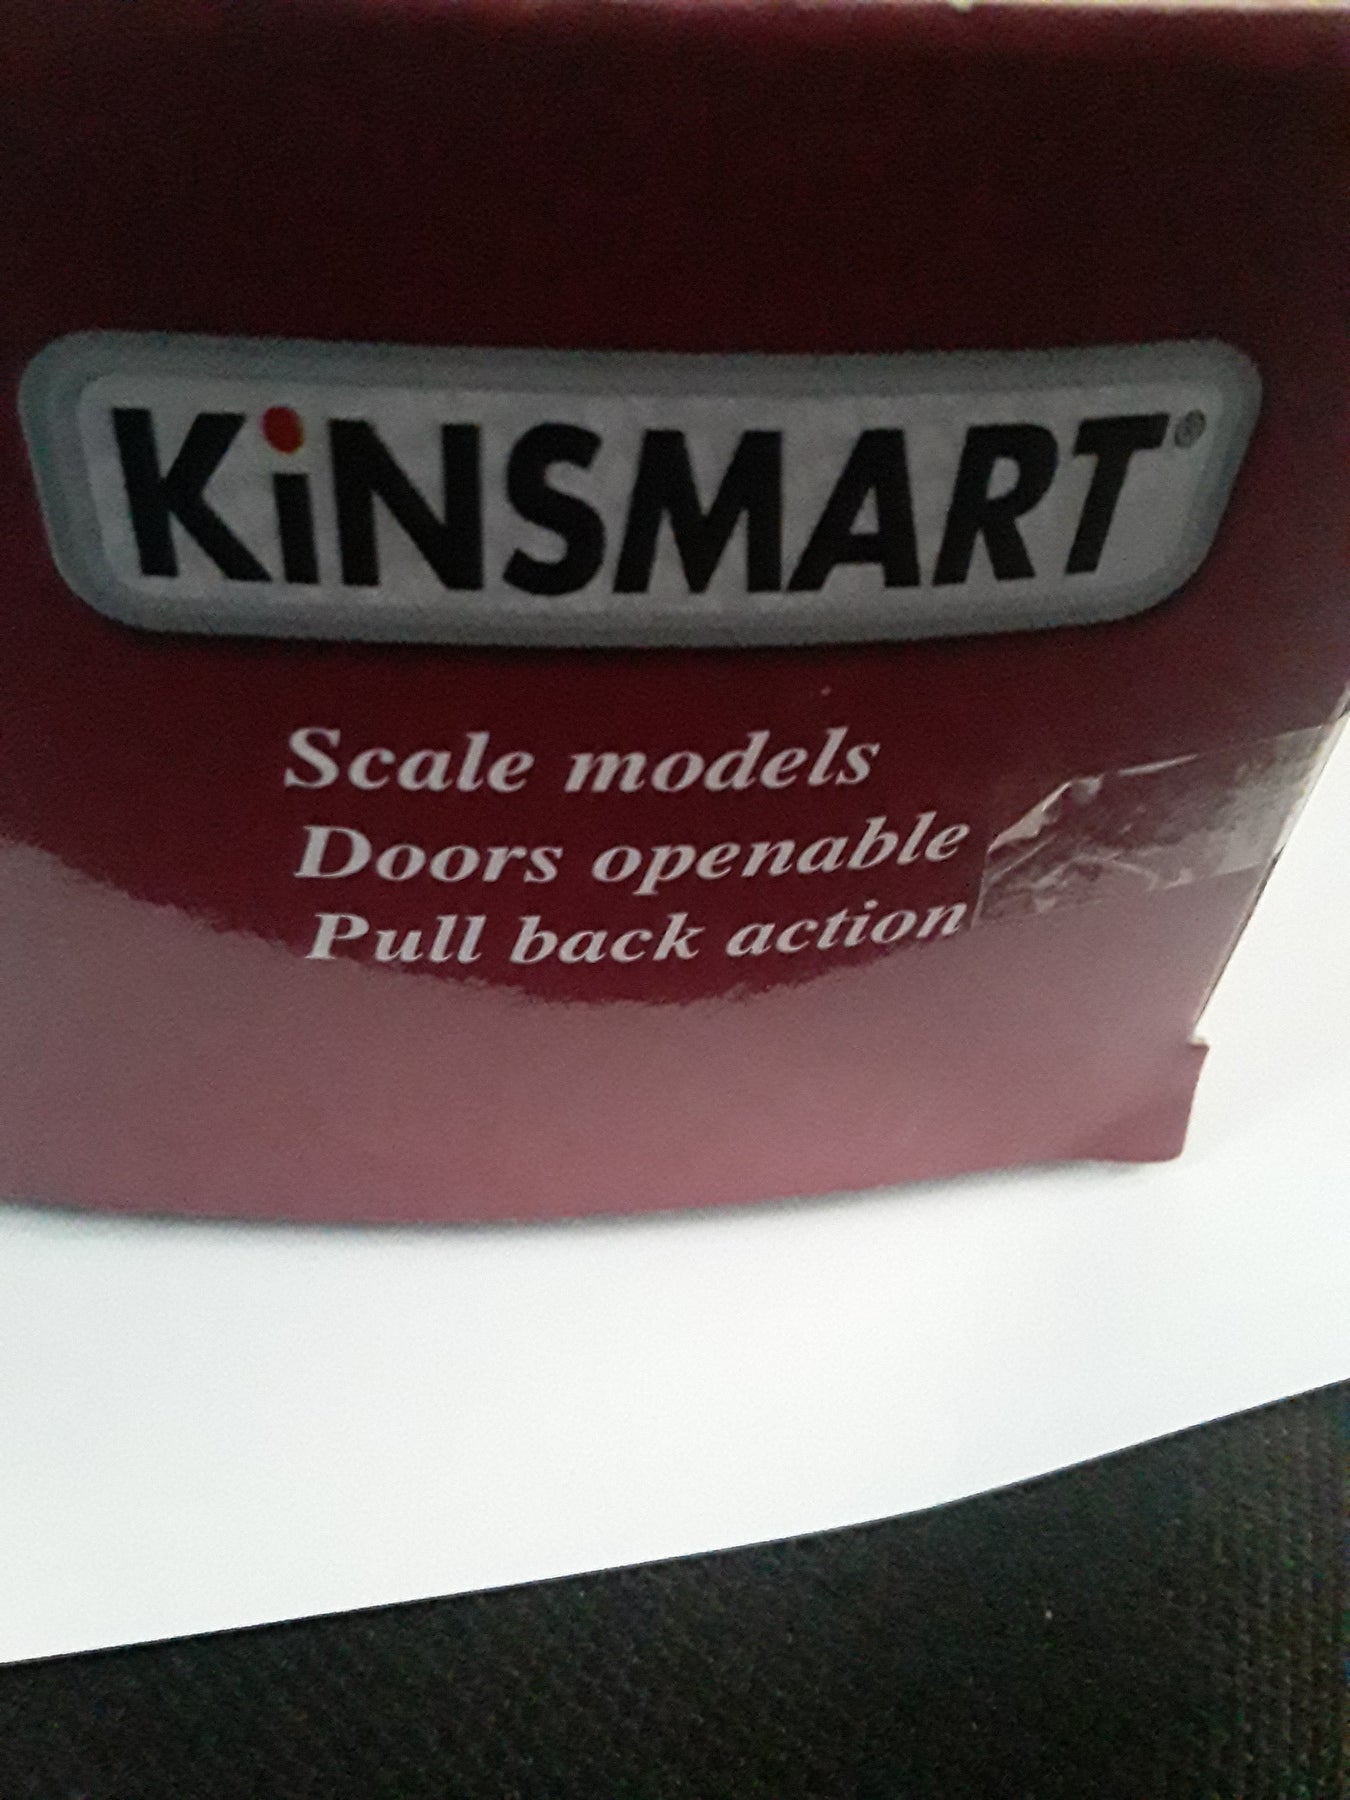 KiNSMART®
Scale models
Doors openable
Pull back action